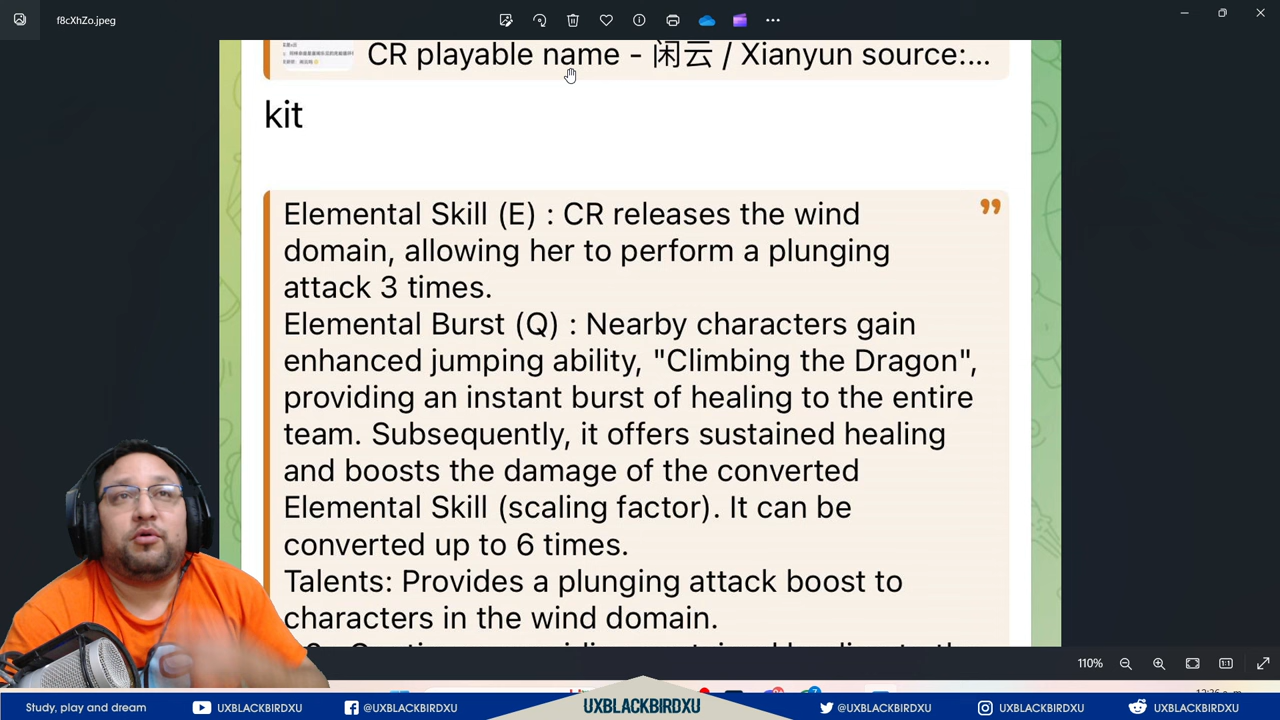 f8cXhZo.jpeg
CR playable name - 闲云 / Xianyun source:...
kit
Elemental Skill (E) : CR releases the wind
domain, allowing her to perform a plunging
attack 3 times.
Elemental Burst (Q) : Nearby characters gain
enhanced jumping ability, "Climbing the Dragon",
providing an instant burst of healing to the entire
team. Subsequently, it offers sustained healing
and boosts the damage of the converted
Elemental Skill (scaling factor). It can be
converted up to 6 times.
Talents: Provides a plunging attack boost to
characters in the wind domain.
110%
Study, play and dream
UXBLACKBIRDXU
@UXBLACKBIRDXU
UXBLACKBIRDXU
@UXBLACKBIRDXU
UXBLACKBIRDXU
UXBLACKBIRDXU